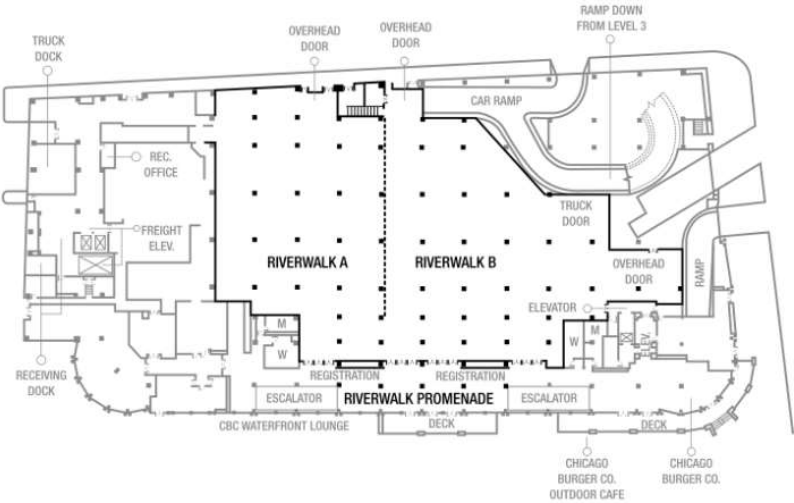 TRUCK
DOCK
OVERHEAD
DOOR
OVERHEAD
DOOR
RAMP DOWN
FROM LEVEL 3
CAR RAMP
REC.
OFFICE
FREIGHT
ELEV.
TRUCK
DOOR
RIVERWALK A
RIVERWALK B
OVERHEAD
DOOR
RAMP
ELEVATOR
ELEV.
M
W
M
W
RECEIVING
DOCK
REGISTRATION
REGISTRATION
ESCALATOR
RIVERWALK PROMENADE
ESCALATOR
CBC WATERFRONT LOUNGE
DECK
DECK
CHICAGO
BURGER CO.
OUTDOOR CAFE
CHICAGO
BURGER CO.